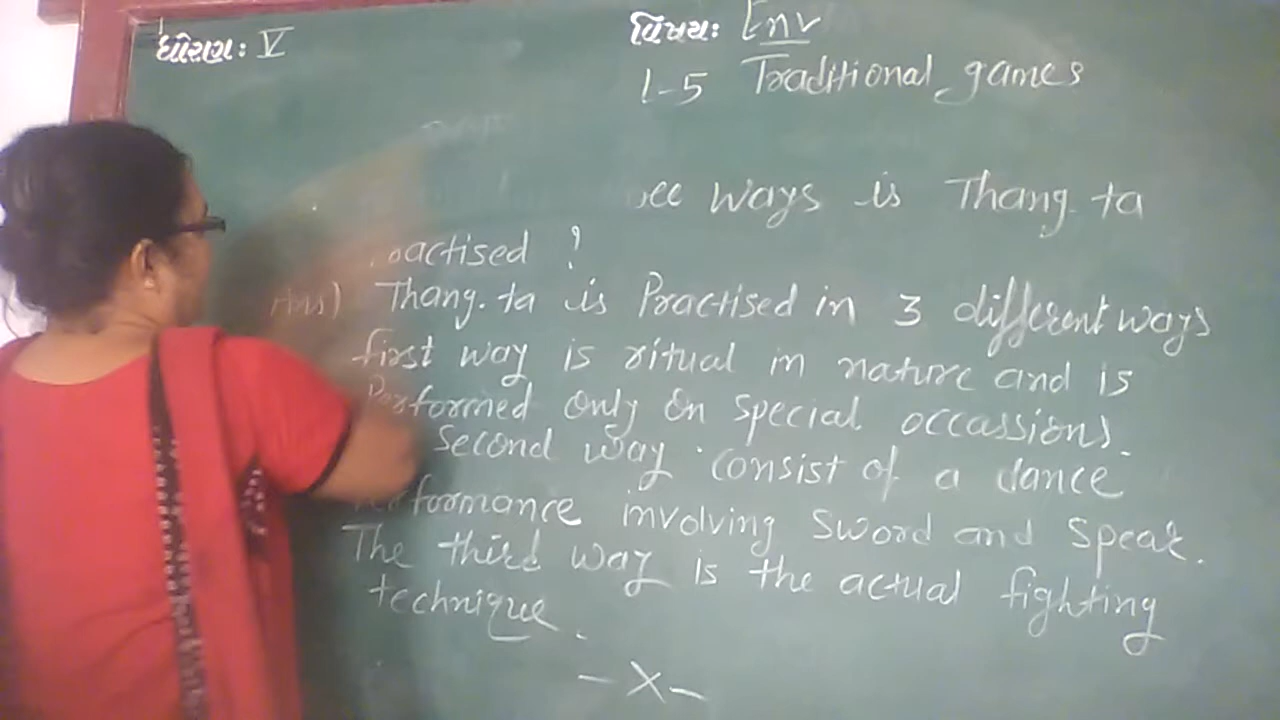 ધોરણ: V
વિષય: Env
L-5 Traditional games
ways is Thang-ta
?
Ans) Thang-ta is Practised in 3 different ways
first way is ritual in nature and is
Performed only on special occassions.
Second way consist of a dance
Performance involving sword and spear.
The third way is the actual fighting
technique.
-X-